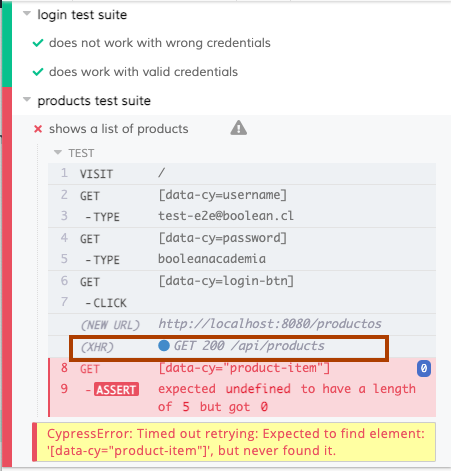 login test suite
does not work with wrong credentials
does work with valid credentials
products test suite
shows a list of products
TEST
1 VISIT /
2 GET [data-cy=username]
3 -TYPE test-e2e@boolean.cl
4 GET [data-cy=password]
5 -TYPE booleanacademia
6 GET [data-cy=login-btn]
7 -CLICK
(NEW URL) http://localhost:8080/productos
(XHR) GET 200 /api/products
8 GET [data-cy="product-item"] 0
9 -ASSERT expected undefined to have a length
of 5 but got 0
CypressError: Timed out retrying: Expected to find element:
'[data-cy="product-item"]', but never found it.